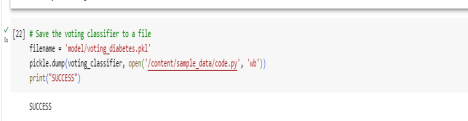 [22] # Save the voting classifier to a file
filename = 'model/voting_diabetes.pkl'
pickle.dump(voting_classifier, open('/content/sample_data/code.py', 'wb'))
print("SUCCESS")
SUCCESS